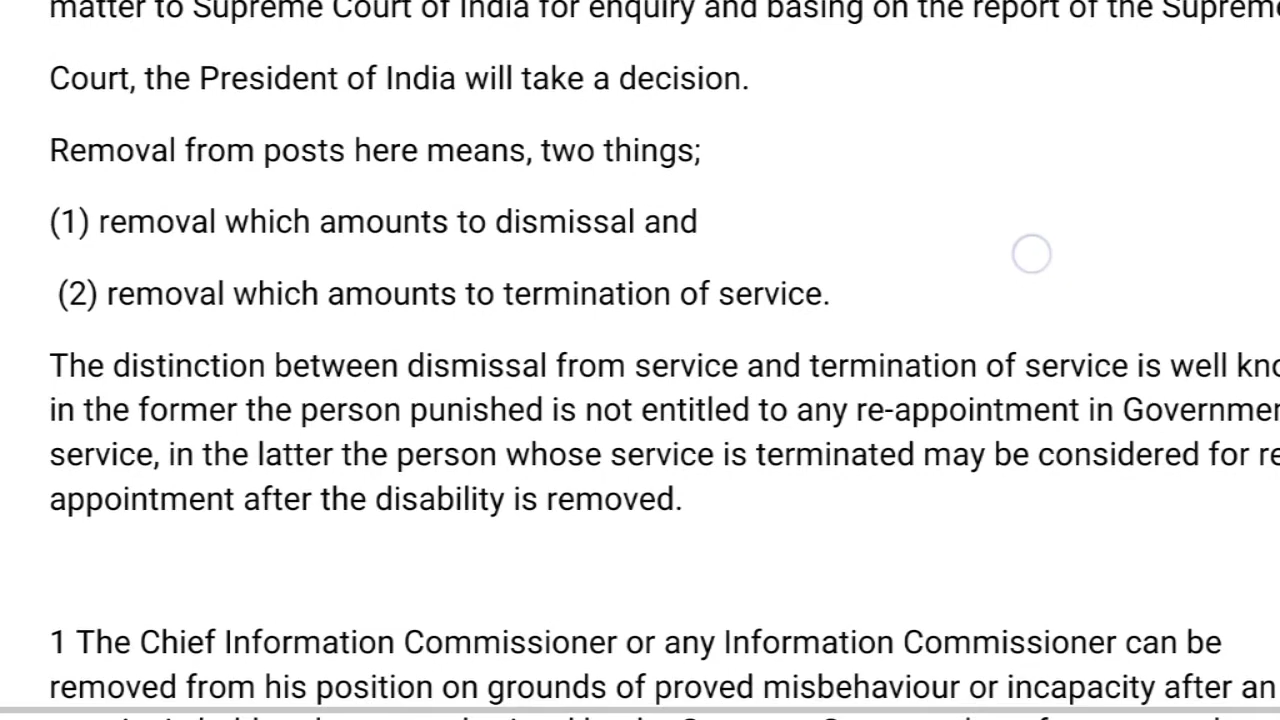 matter to Supreme Court of India for enquiry and basing on the report of the Supreme
Court, the President of India will take a decision.
Removal from posts here means, two things;
(1) removal which amounts to dismissal and
(2) removal which amounts to termination of service.
The distinction between dismissal from service and termination of service is well
in the former the person punished is not entitled to any re-appointment in
service, in the latter the person whose service is terminated may be considered for
appointment after the disability is removed.
1 The Chief Information Commissioner or any Information Commissioner can be
removed from his position on grounds of proved misbehaviour or incapacity after an